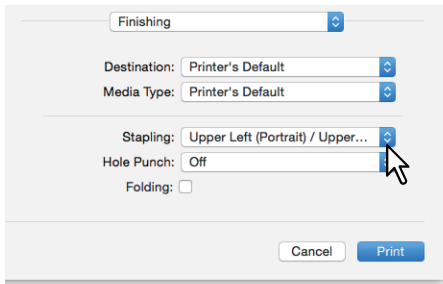 Finishing
Destination: Printer's Default
Media Type: Printer's Default
Stapling: Upper Left (Portrait) / Upper...
Hole Punch: Off
Folding:
Cancel Print